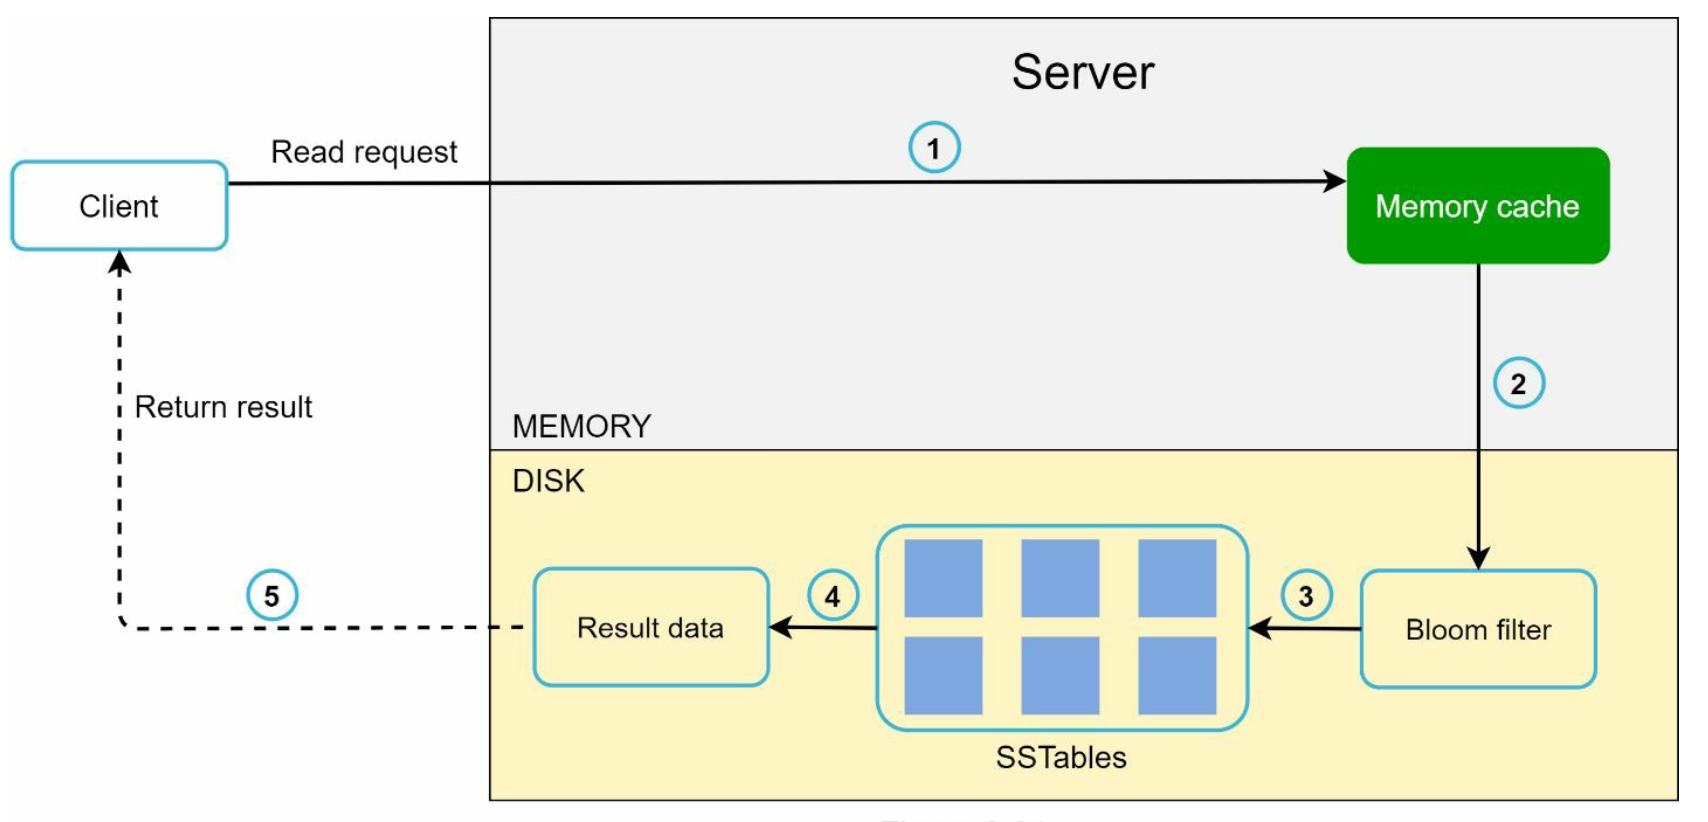 Server
Read request
1
Client
Memory cache
2
Return result
MEMORY
DISK
5
Result data
4
3
Bloom filter
SSTables